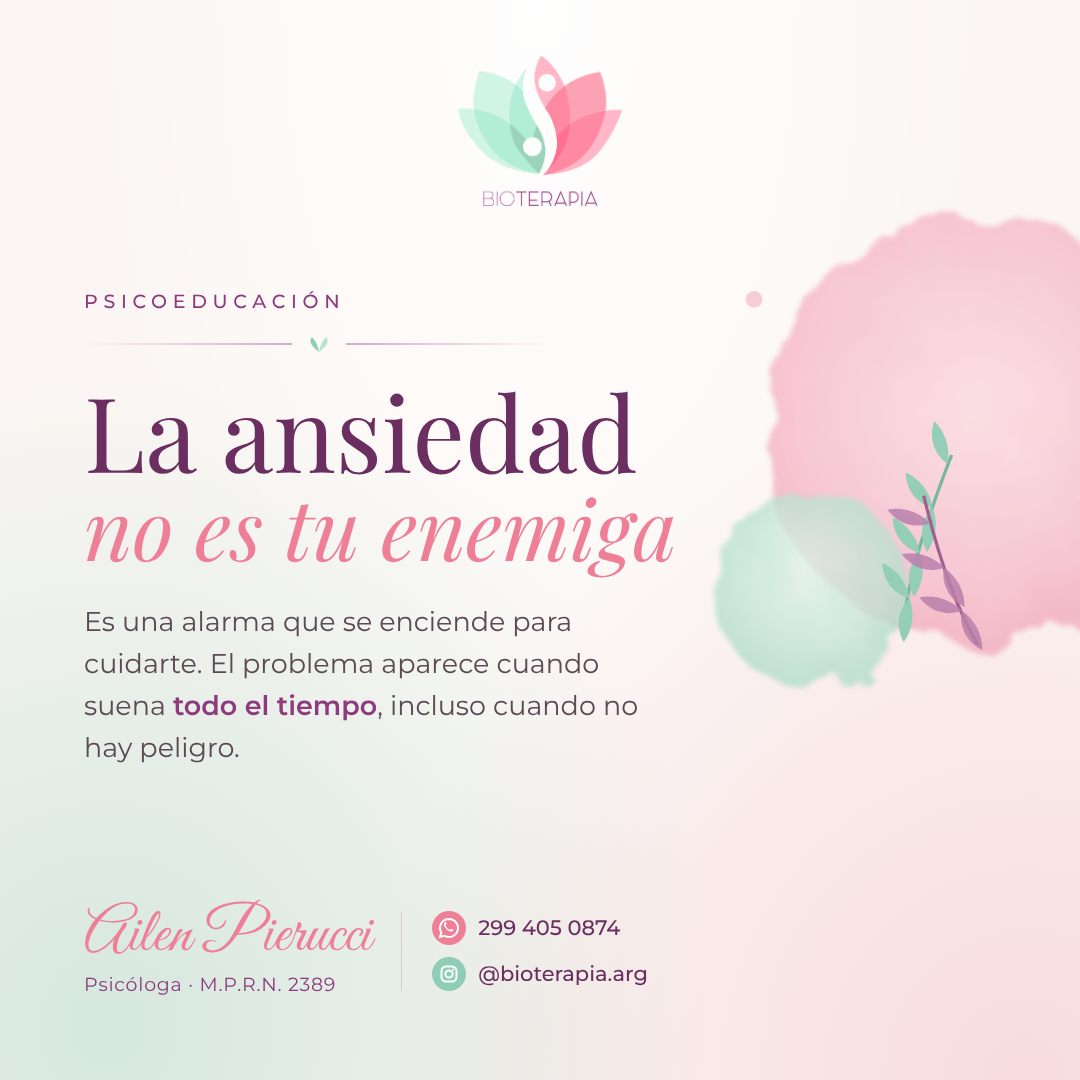 BIOTERAPIA
PSICOEDUCACIÓN
La ansiedad
no es tu enemiga
Es una alarma que se enciende para
cuidarte. El problema aparece cuando
suena todo el tiempo, incluso cuando no
hay peligro.
Ailen Pierucci
Psicóloga · M.P.R.N. 2389
299 405 0874
@bioterapia.arg